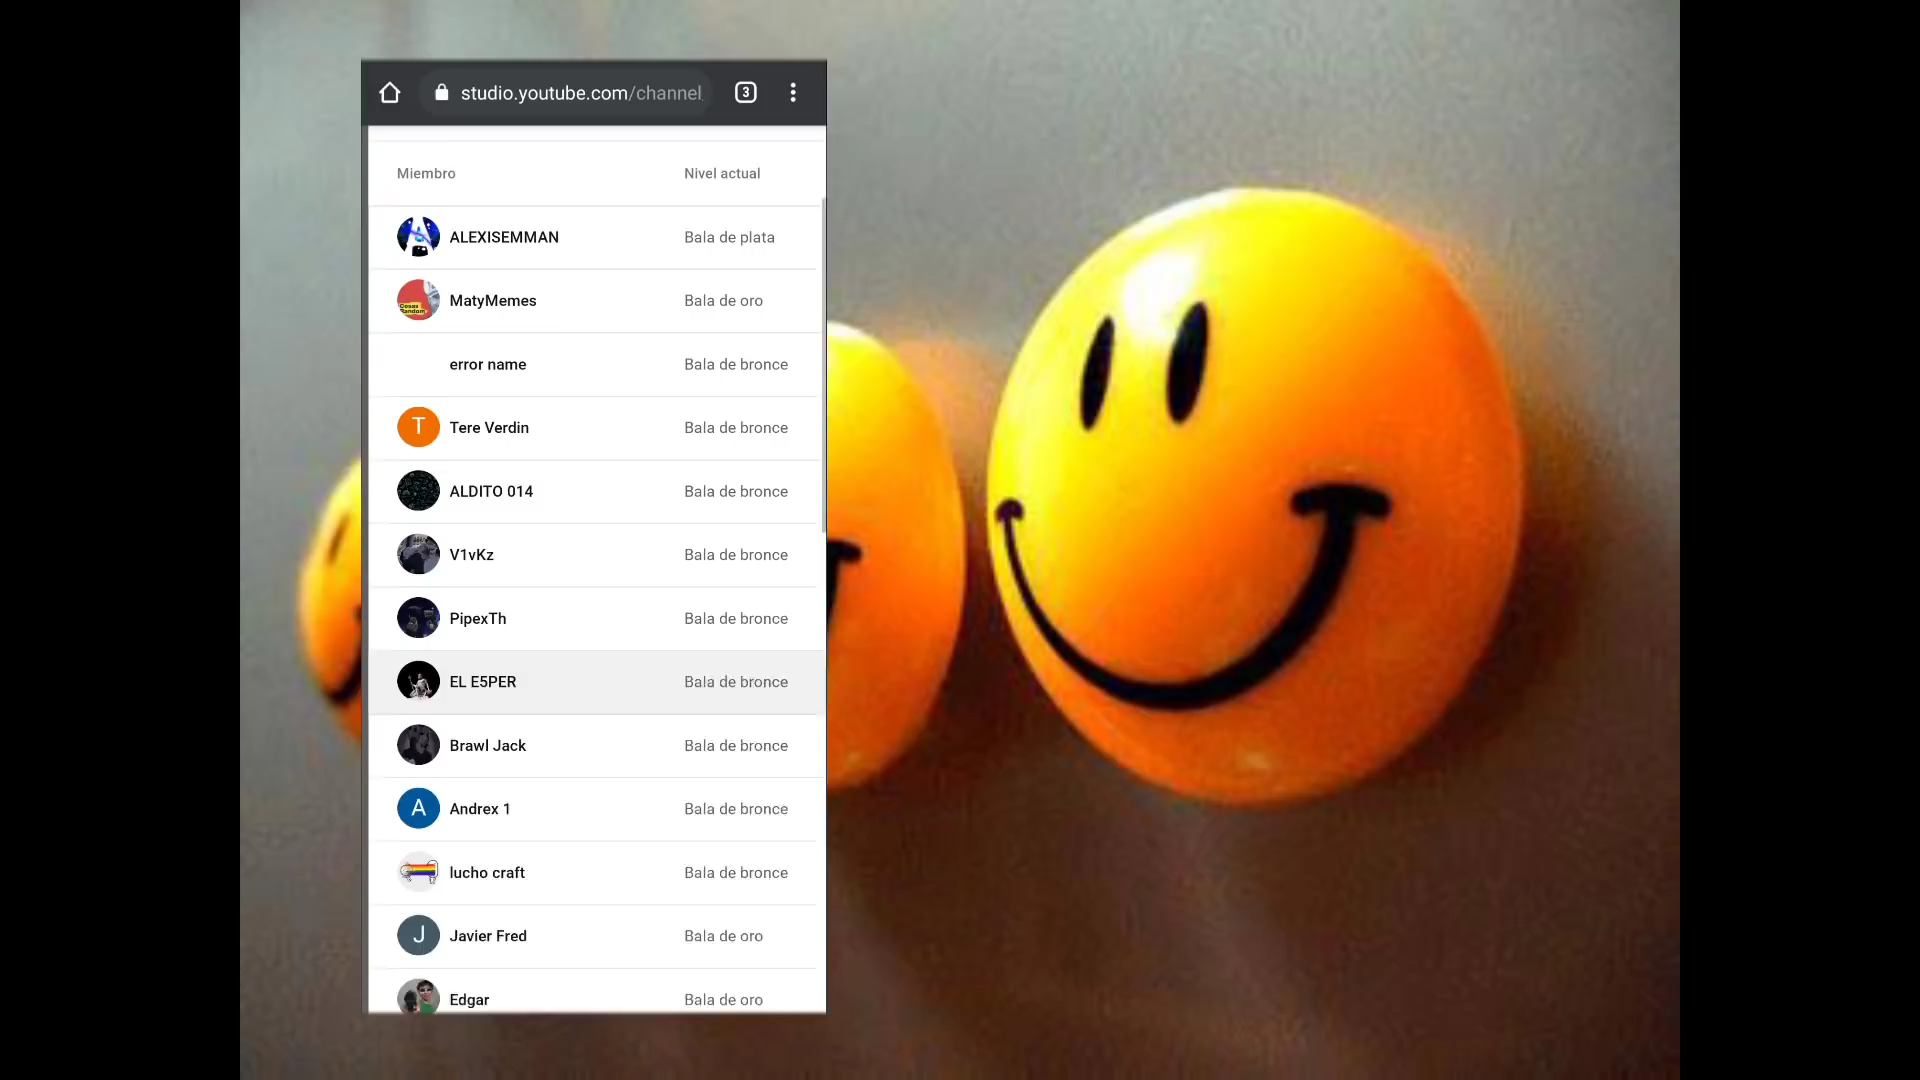 studio.youtube.com/channel
3
Miembro Nivel actual
ALEXISEMMAN Bala de plata
Cosas Random
MatyMemes Bala de oro
error name Bala de bronce
T Tere Verdin Bala de bronce
ALDITO 014 Bala de bronce
V1vKz Bala de bronce
PipexTh Bala de bronce
EL E5PER Bala de bronce
Brawl Jack Bala de bronce
A Andrex 1 Bala de bronce
lucho craft Bala de bronce
J Javier Fred Bala de oro
Edgar Bala de oro